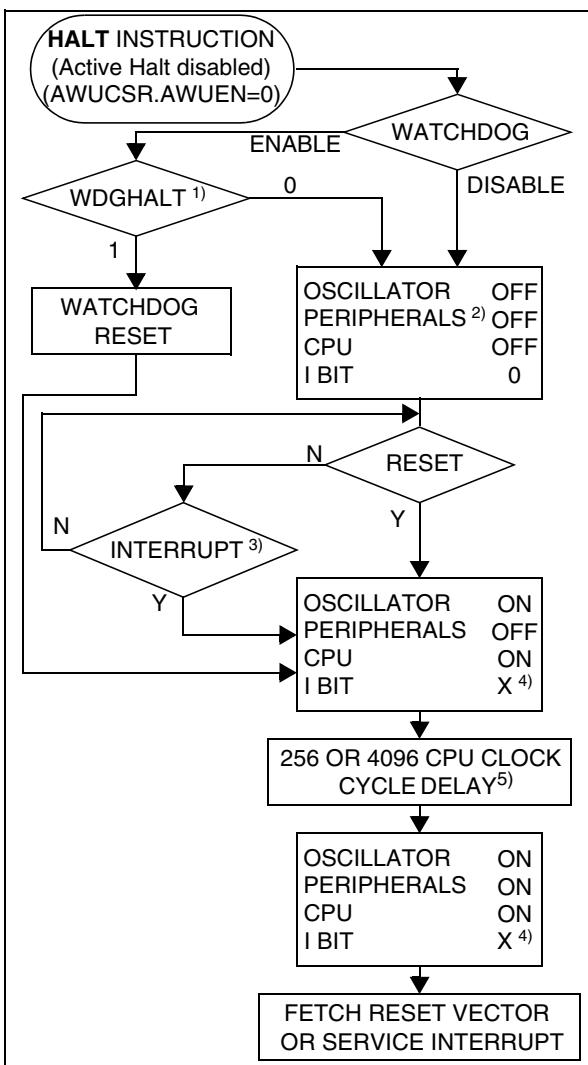 HALT INSTRUCTION
(Active Halt disabled)
(AWUCSR.AWUEN=0)
WATCHDOG
ENABLE
DISABLE
WDGHALT 1)
0
1
WATCHDOG
RESET
OSCILLATOR OFF
PERIPHERALS 2) OFF
CPU OFF
I BIT 0
RESET
N
Y
INTERRUPT 3)
N
Y
OSCILLATOR ON
PERIPHERALS OFF
CPU ON
I BIT X 4)
256 OR 4096 CPU CLOCK
CYCLE DELAY5)
OSCILLATOR ON
PERIPHERALS ON
CPU ON
I BIT X 4)
FETCH RESET VECTOR
OR SERVICE INTERRUPT